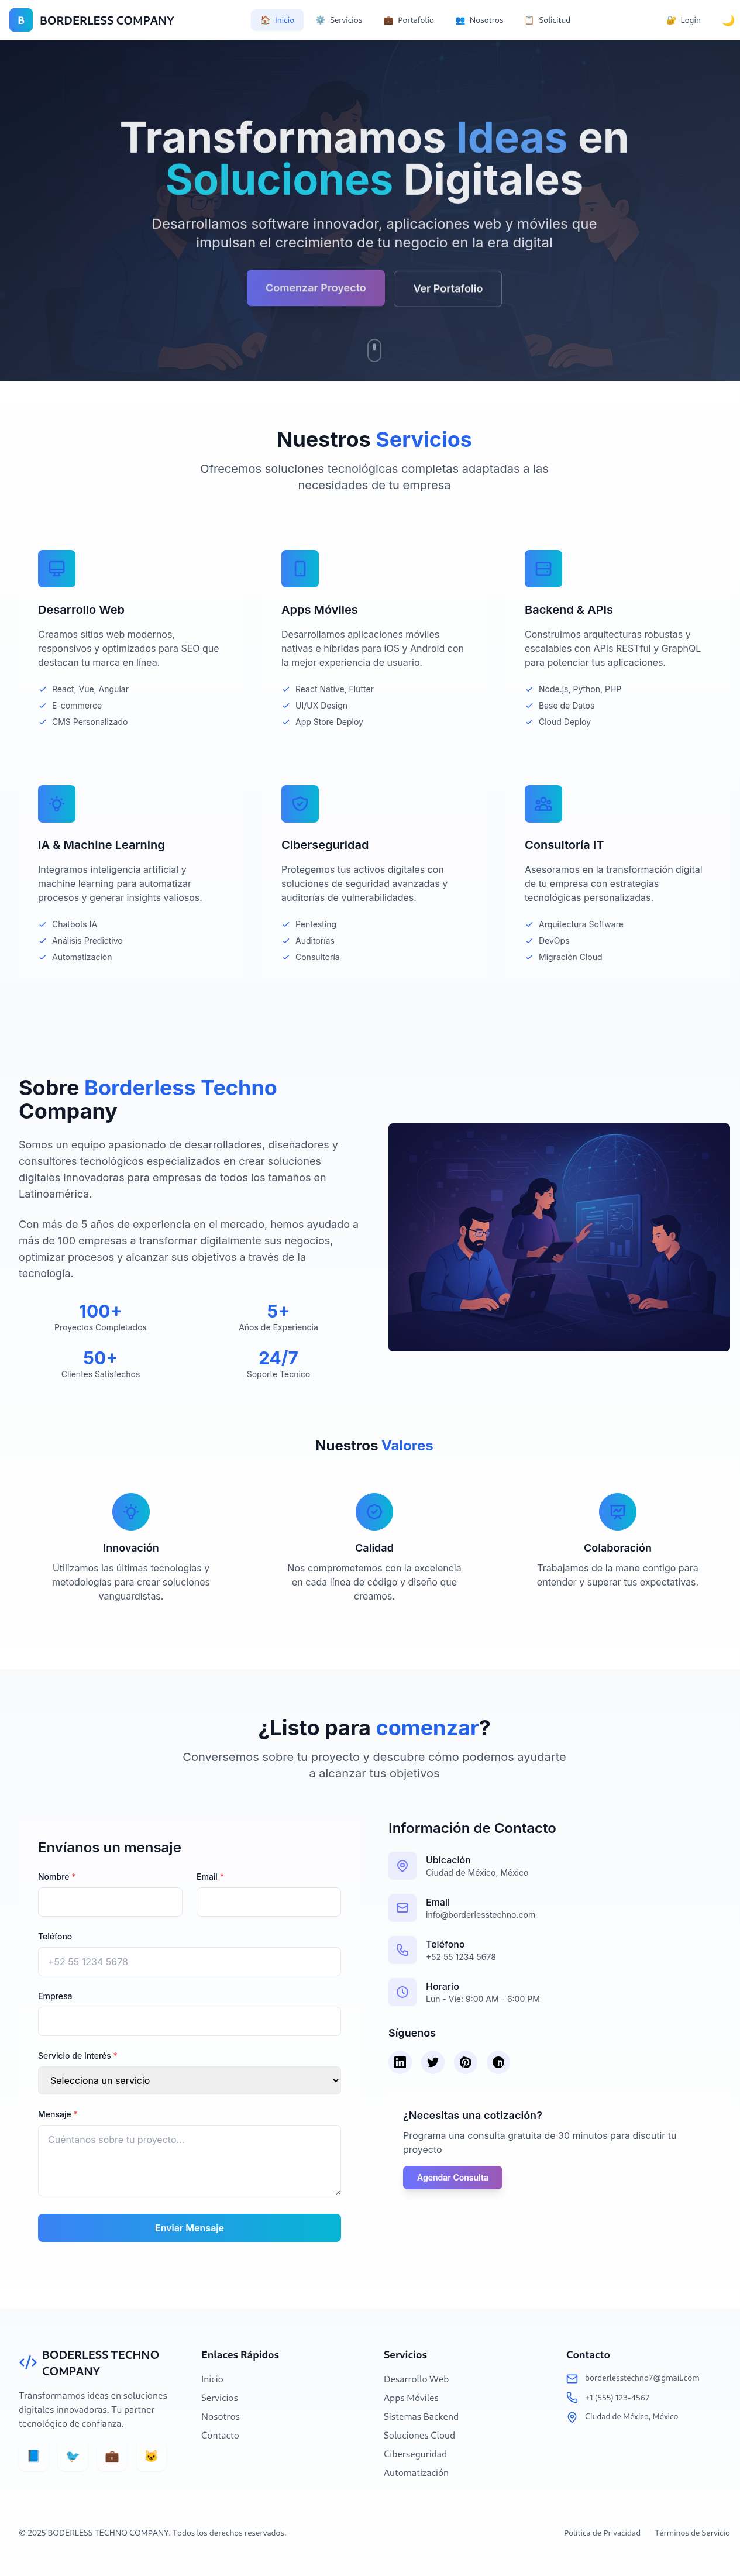 B BORDERLESS COMPANY
Inicio
Servicios
Portafolio
Nosotros
Solicitud
Login
Transformamos Ideas en
Soluciones Digitales
Desarrollamos software innovador, aplicaciones web y móviles que
impulsan el crecimiento de tu negocio en la era digital
Comenzar Proyecto
Ver Portafolio
Nuestros Servicios
Ofrecemos soluciones tecnológicas completas adaptadas a las
necesidades de tu empresa
Desarrollo Web
Creamos sitios web modernos,
responsivos y optimizados para SEO que
destacan tu marca en línea.
React, Vue, Angular
E-commerce
CMS Personalizado
Apps Móviles
Desarrollamos aplicaciones móviles
nativas e híbridas para iOS y Android con
la mejor experiencia de usuario.
React Native, Flutter
UI/UX Design
App Store Deploy
Backend & APIs
Construimos arquitecturas robustas y
escalables con APIs RESTful y GraphQL
para potenciar tus aplicaciones.
Node.js, Python, PHP
Base de Datos
Cloud Deploy
IA & Machine Learning
Integramos inteligencia artificial y
machine learning para automatizar
procesos y generar insights valiosos.
Chatbots IA
Análisis Predictivo
Automatización
Ciberseguridad
Protegemos tus activos digitales con
soluciones de seguridad avanzadas y
auditorías de vulnerabilidades.
Pentesting
Auditorías
Consultoría
Consultoría IT
Asesoramos en la transformación digital
de tu empresa con estrategias
tecnológicas personalizadas.
Arquitectura Software
DevOps
Migración Cloud
Sobre Borderless Techno
Company
Somos un equipo apasionado de desarrolladores, diseñadores y
consultores tecnológicos especializados en crear soluciones
digitales innovadoras para empresas de todos los tamaños en
Latinoamérica.
Con más de 5 años de experiencia en el mercado, hemos ayudado a
más de 100 empresas a transformar digitalmente sus negocios,
optimizar procesos y alcanzar sus objetivos a través de la
tecnología.
100+
Proyectos Completados
5+
Años de Experiencia
50+
Clientes Satisfechos
24/7
Soporte Técnico
Nuestros Valores
Innovación
Utilizamos las últimas tecnologías y
metodologías para crear soluciones
vanguardistas.
Calidad
Nos comprometemos con la excelencia
en cada línea de código y diseño que
creamos.
Colaboración
Trabajamos de la mano contigo para
entender y superar tus expectativas.
¿Listo para comenzar?
Conversemos sobre tu proyecto y descubre cómo podemos ayudarte
a alcanzar tus objetivos
Envíanos un mensaje
Nombre *
Email *
Teléfono
+52 55 1234 5678
Empresa
Servicio de Interés *
Selecciona un servicio
Mensaje *
Cuéntanos sobre tu proyecto...
Enviar Mensaje
Información de Contacto
Ubicación
Ciudad de México, México
Email
info@borderlesstechno.com
Teléfono
+52 55 1234 5678
Horario
Lun - Vie: 9:00 AM - 6:00 PM
Síguenos
¿Necesitas una cotización?
Programa una consulta gratuita de 30 minutos para discutir tu
proyecto
Agendar Consulta
BODERLESS TECHNO
COMPANY
Transformamos ideas en soluciones
digitales innovadoras. Tu partner
tecnológico de confianza.
Enlaces Rápidos
Inicio
Servicios
Nosotros
Contacto
Servicios
Desarrollo Web
Apps Móviles
Sistemas Backend
Soluciones Cloud
Ciberseguridad
Automatización
Contacto
borderlesstechno7@gmail.com
+1 (555) 123-4567
Ciudad de México, México
© 2025 BODERLESS TECHNO COMPANY. Todos los derechos reservados.
Política de Privacidad
Términos de Servicio